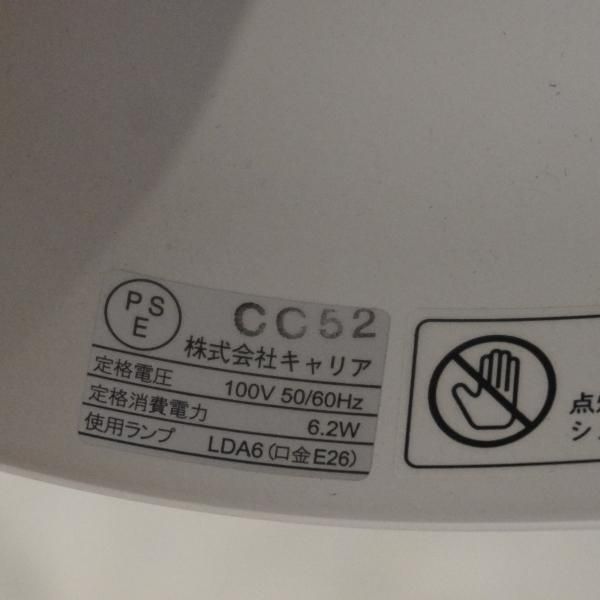 PSE
CC52
株式会社キャリア
定格電圧 100V 50/60Hz
定格消費電力 6.2W
使用ランプ LDA6(口金E26)
点
シ